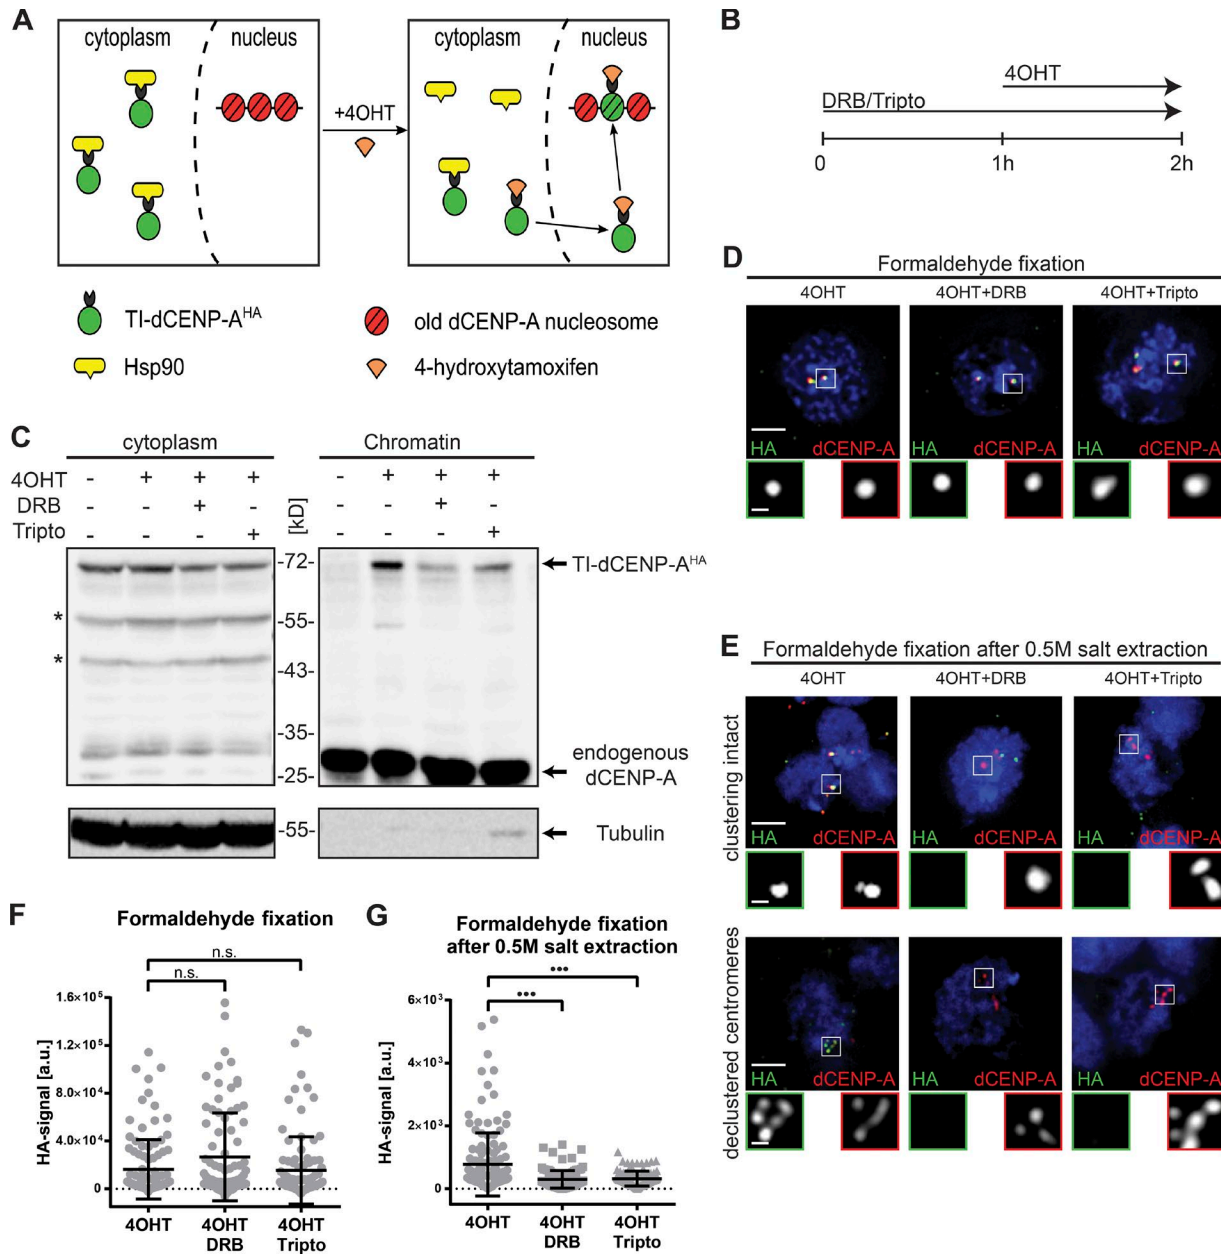 A
cytoplasm
nucleus
+4OHT
cytoplasm
nucleus
TI-dCENP-A^HA
old dCENP-A nucleosome
Hsp90
4-hydroxytamoxifen
B
4OHT
DRB/Tripto
0
1h
2h
C
cytoplasm
Chromatin
4OHT - + + + - + + +
DRB - - + - - - + -
Tripto - - - + - - - +
[kD]
-72-
TI-dCENP-A^HA
*
-55-
*
-43-
-35-
endogenous
dCENP-A
-25-
-55-
Tubulin
D
Formaldehyde fixation
4OHT
4OHT+DRB
4OHT+Tripto
HA dCENP-A
HA dCENP-A
HA dCENP-A
E
Formaldehyde fixation after 0.5M salt extraction
4OHT
4OHT+DRB
4OHT+Tripto
clustering intact
HA dCENP-A
HA dCENP-A
HA dCENP-A
declustered centromeres
HA dCENP-A
HA dCENP-A
HA dCENP-A
F
Formaldehyde fixation
n.s.
n.s.
HA-signal [a.u.]
1.6×10^5
1.2×10^5
8.0×10^4
4.0×10^4
0
4OHT
4OHT
DRB
4OHT
Tripto
G
Formaldehyde fixation
after 0.5M salt extraction
•••
•••
HA-signal [a.u.]
6×10^3
4×10^3
2×10^3
0
4OHT
4OHT
DRB
4OHT
Tripto